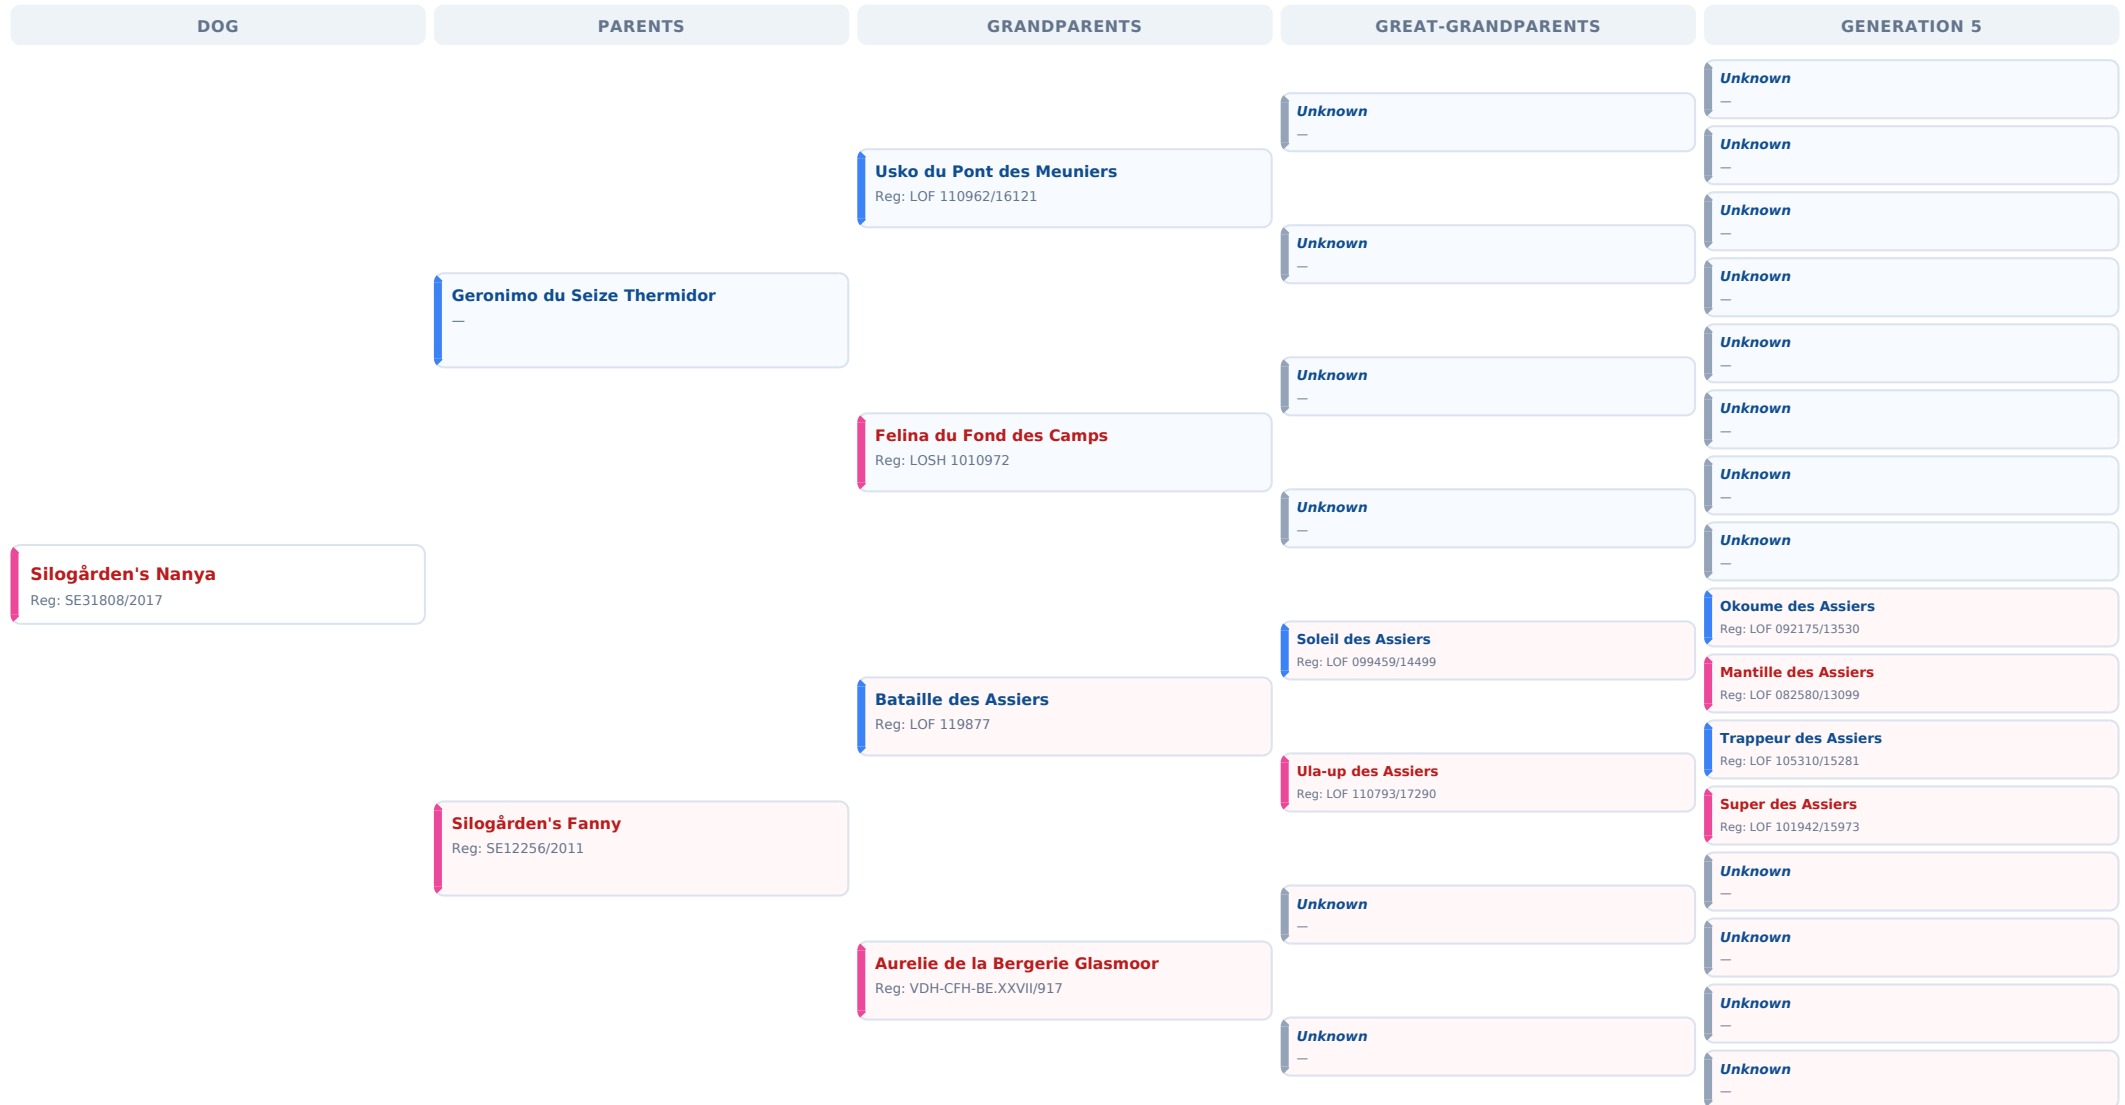 DOG
PARENTS
GRANDPARENTS
GREAT-GRANDPARENTS
GENERATION 5
Silogården's Nanya
Reg: SE31808/2017
Geronimo du Seize Thermidor
—
Silogården's Fanny
Reg: SE12256/2011
Usko du Pont des Meuniers
Reg: LOF 110962/16121
Felina du Fond des Camps
Reg: LOSH 1010972
Bataille des Assiers
Reg: LOF 119877
Aurelie de la Bergerie Glasmoor
Reg: VDH-CFH-BE.XXVII/917
Unknown
—
Unknown
—
Unknown
—
Unknown
—
Soleil des Assiers
Reg: LOF 099459/14499
Ula-up des Assiers
Reg: LOF 110793/17290
Unknown
—
Unknown
—
Unknown
—
Unknown
—
Unknown
—
Unknown
—
Unknown
—
Unknown
—
Unknown
—
Unknown
—
Okoume des Assiers
Reg: LOF 092175/13530
Mantille des Assiers
Reg: LOF 082580/13099
Trappeur des Assiers
Reg: LOF 105310/15281
Super des Assiers
Reg: LOF 101942/15973
Unknown
—
Unknown
—
Unknown
—
Unknown
—